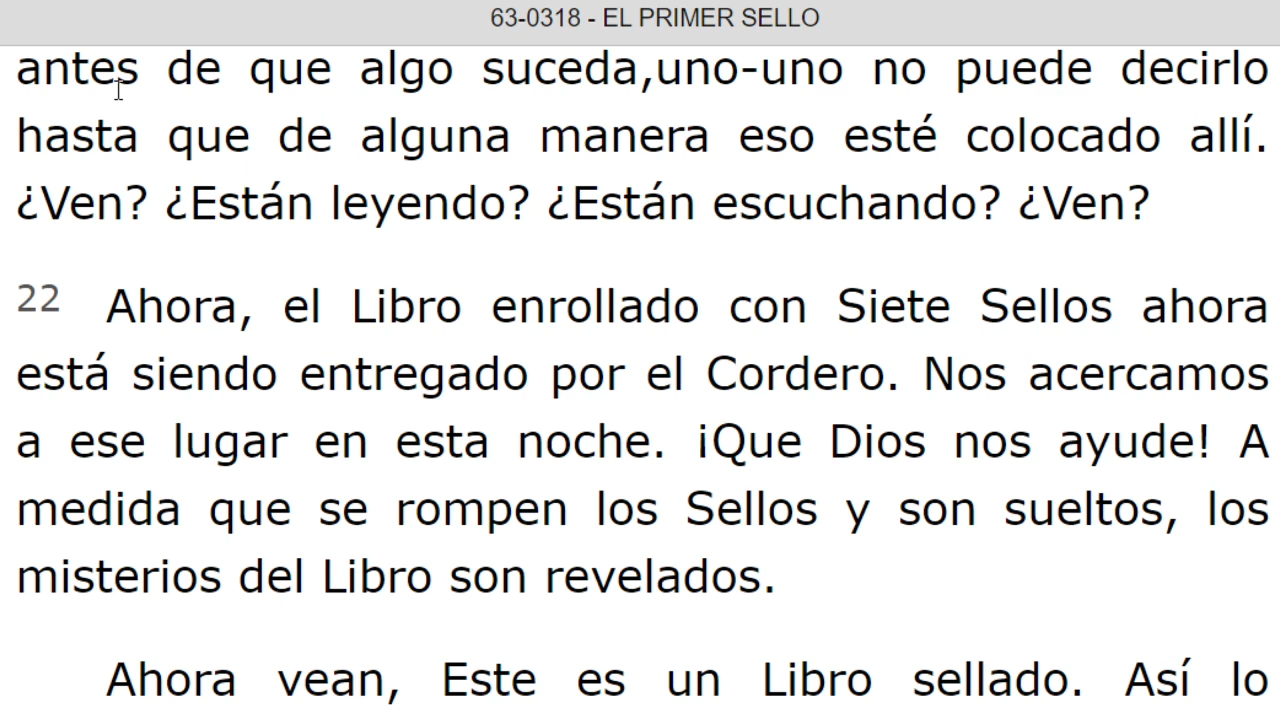 63-0318 - EL PRIMER SELLO
antes de que algo suceda,uno-uno no puede decirlo
hasta que de alguna manera eso esté colocado allí.
¿Ven? ¿Están leyendo? ¿Están escuchando? ¿Ven?
22 Ahora, el Libro enrollado con Siete Sellos ahora
está siendo entregado por el Cordero. Nos acercamos
a ese lugar en esta noche. ¡Que Dios nos ayude! A
medida que se rompen los Sellos y son sueltos, los
misterios del Libro son revelados.
Ahora vean, Este es un Libro sellado. Así lo